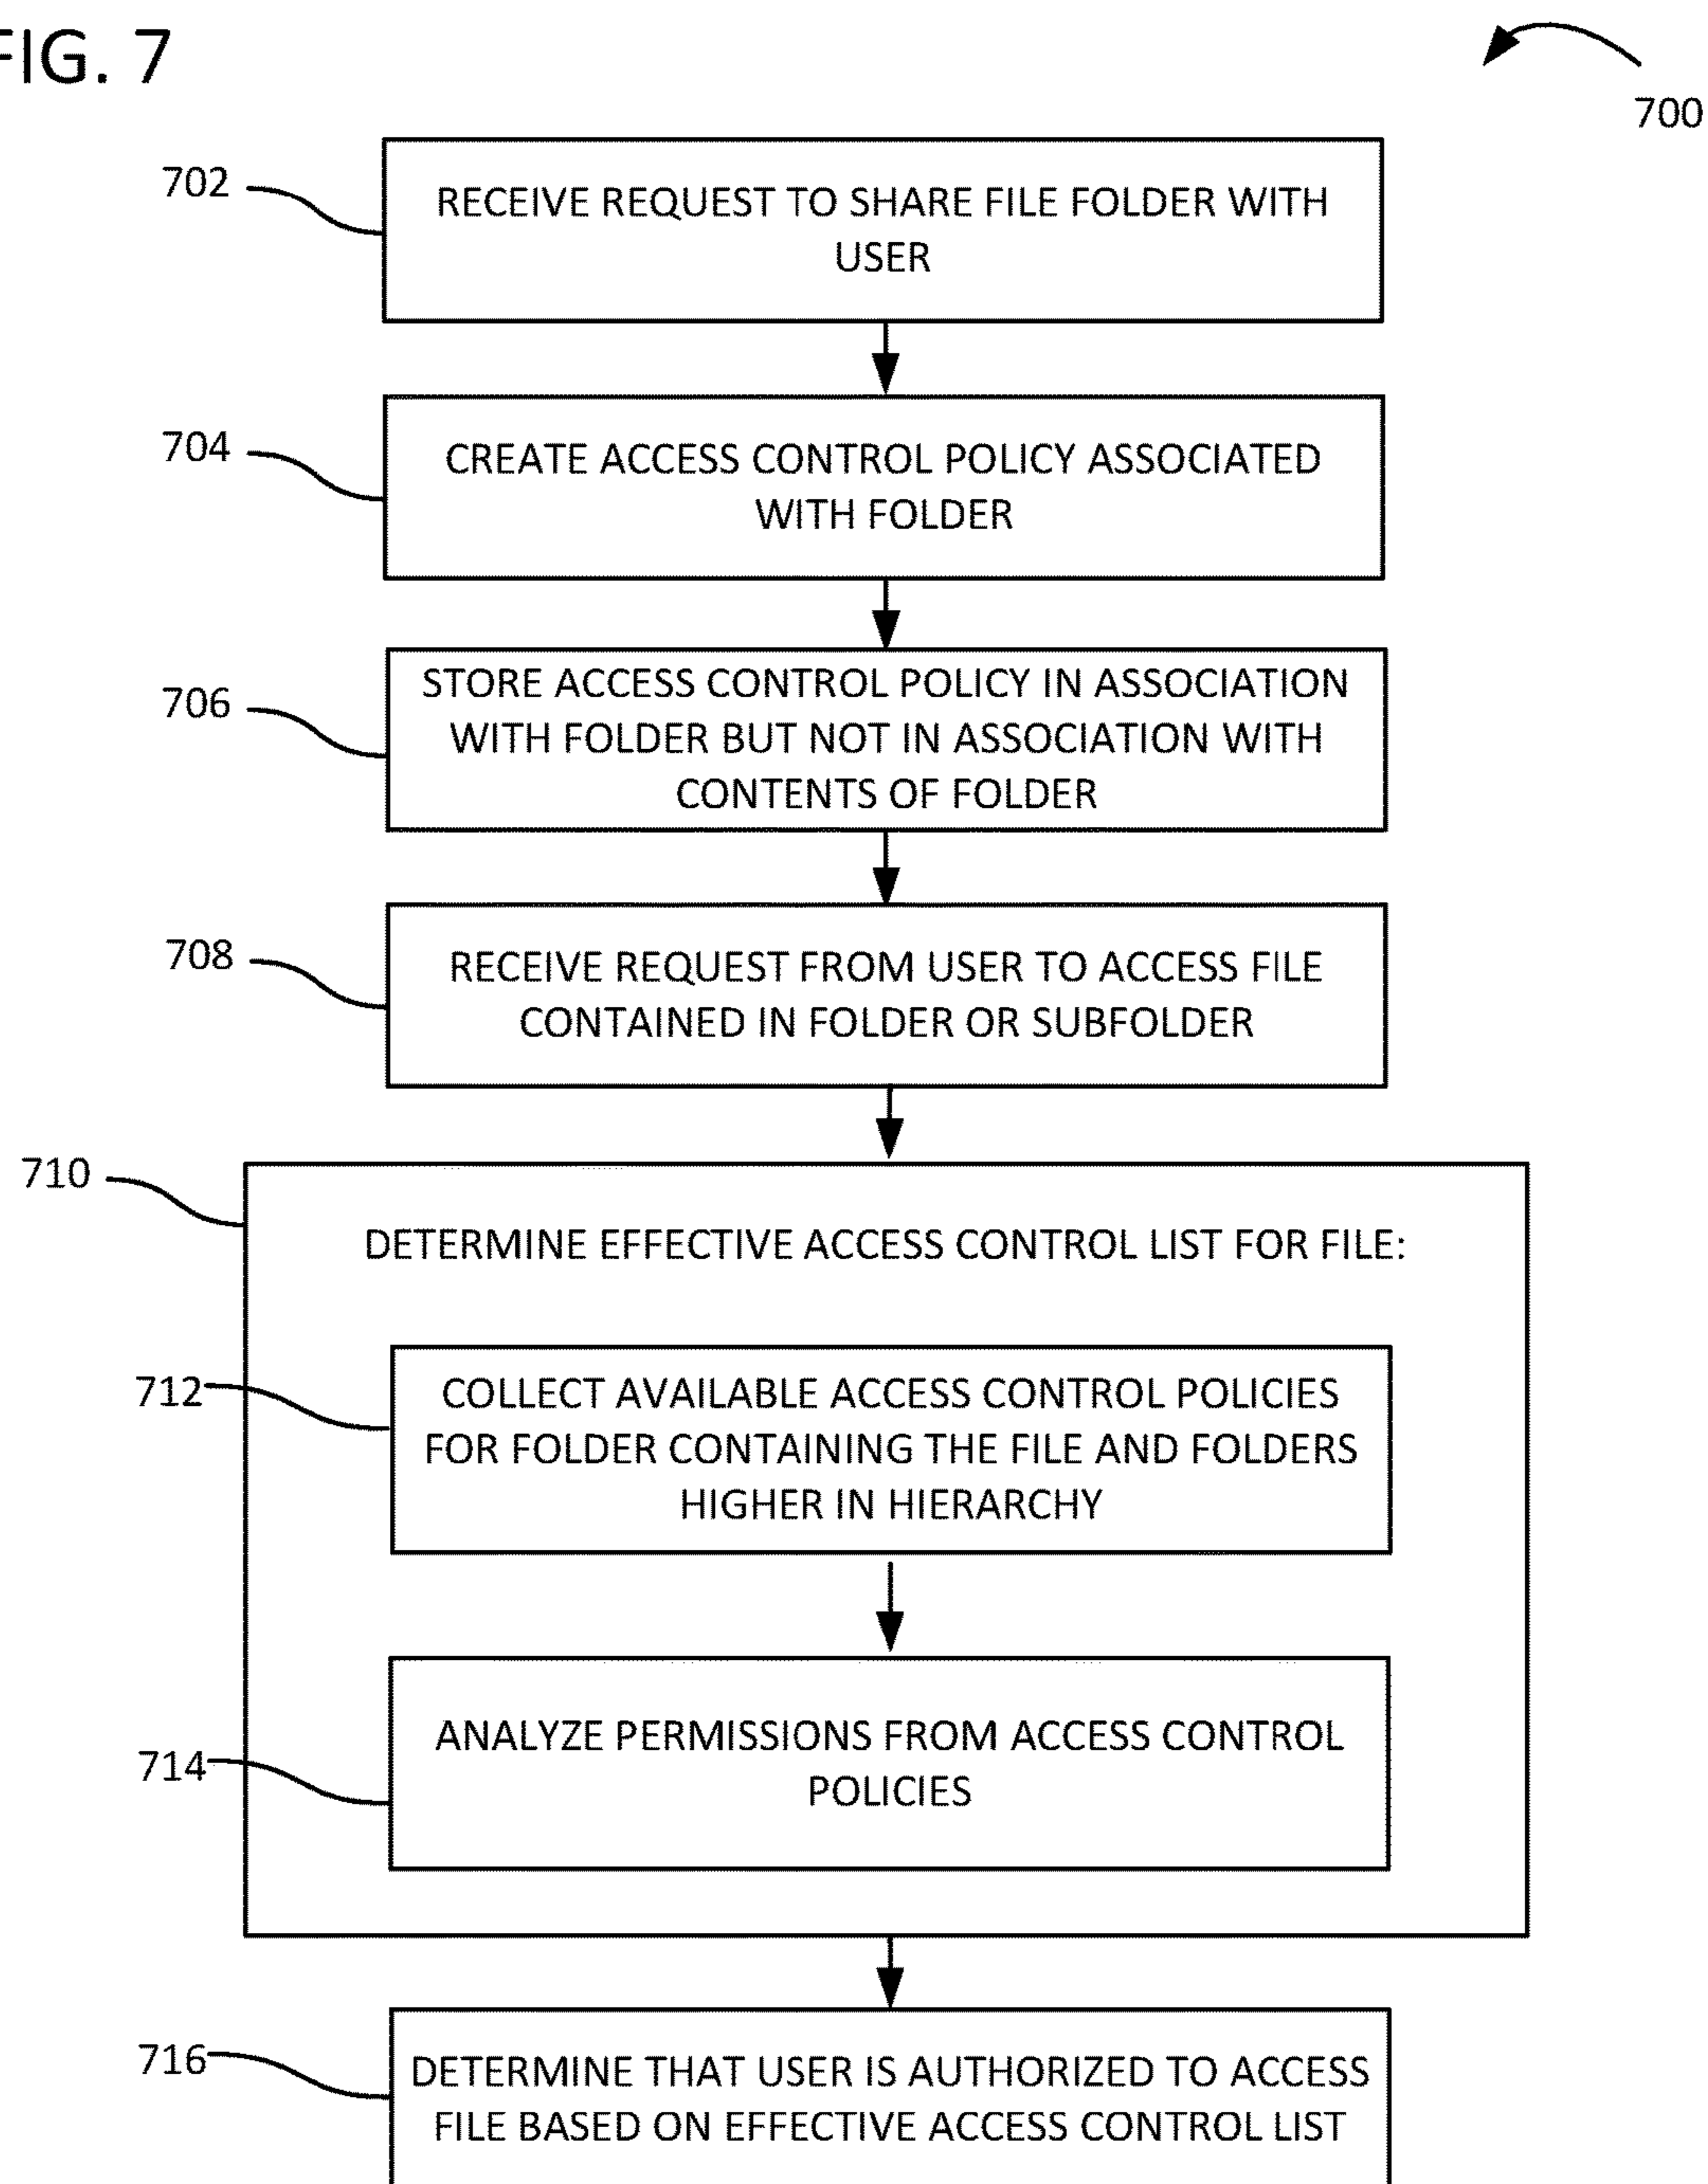 FIG. 7
700
702
RECEIVE REQUEST TO SHARE FILE FOLDER WITH
USER
704
CREATE ACCESS CONTROL POLICY ASSOCIATED
WITH FOLDER
706
STORE ACCESS CONTROL POLICY IN ASSOCIATION
WITH FOLDER BUT NOT IN ASSOCIATION WITH
CONTENTS OF FOLDER
708
RECEIVE REQUEST FROM USER TO ACCESS FILE
CONTAINED IN FOLDER OR SUBFOLDER
710
DETERMINE EFFECTIVE ACCESS CONTROL LIST FOR FILE:
712
COLLECT AVAILABLE ACCESS CONTROL POLICIES
FOR FOLDER CONTAINING THE FILE AND FOLDERS
HIGHER IN HIERARCHY
714
ANALYZE PERMISSIONS FROM ACCESS CONTROL
POLICIES
716
DETERMINE THAT USER IS AUTHORIZED TO ACCESS
FILE BASED ON EFFECTIVE ACCESS CONTROL LIST